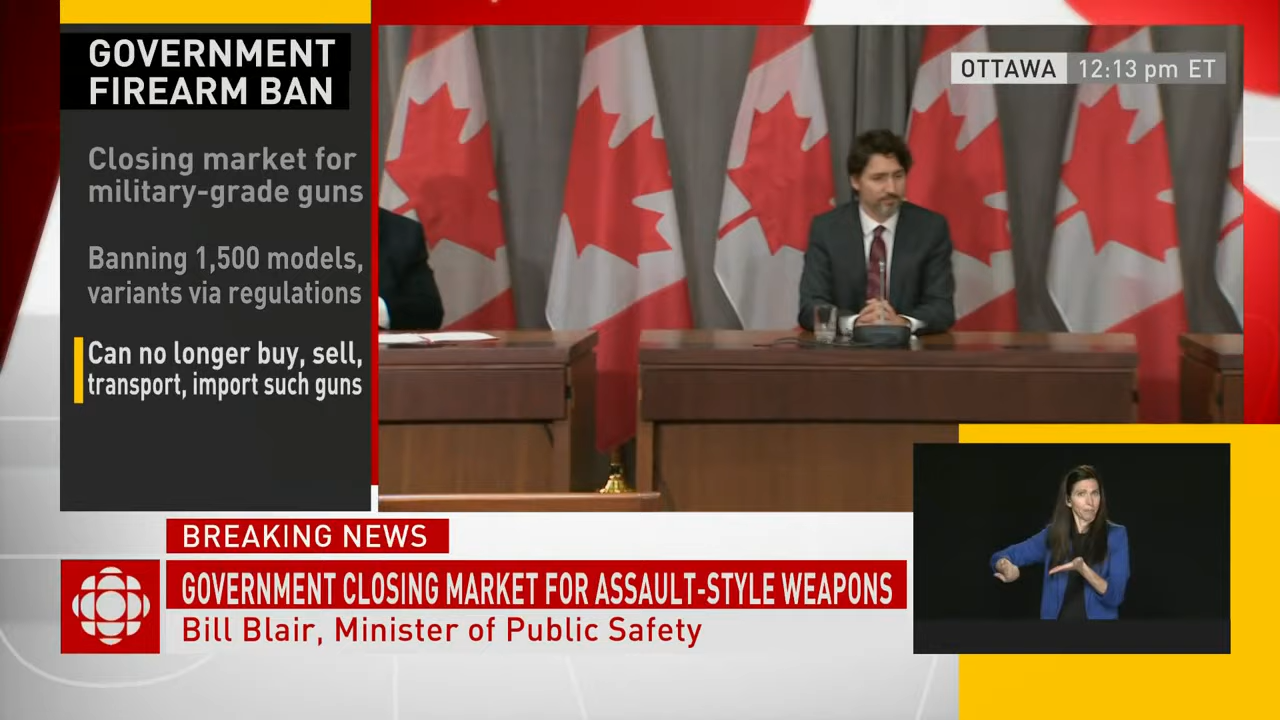 GOVERNMENT
FIREARM BAN
Closing market for
military-grade guns
Banning 1,500 models,
variants via regulations
Can no longer buy, sell,
transport, import such guns
OTTAWA 12:13 pm ET
BREAKING NEWS
GOVERNMENT CLOSING MARKET FOR ASSAULT-STYLE WEAPONS
Bill Blair, Minister of Public Safety